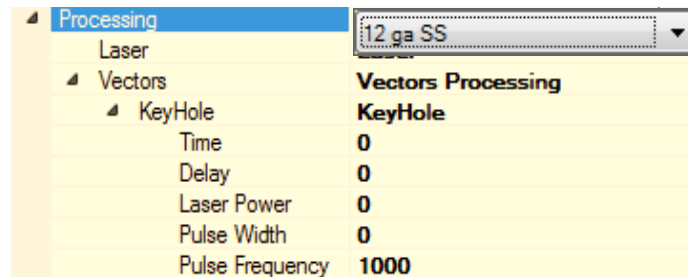 Processing 12 ga SS
Laser Laser
Vectors Vectors Processing
KeyHole KeyHole
Time 0
Delay 0
Laser Power 0
Pulse Width 0
Pulse Frequency 1000